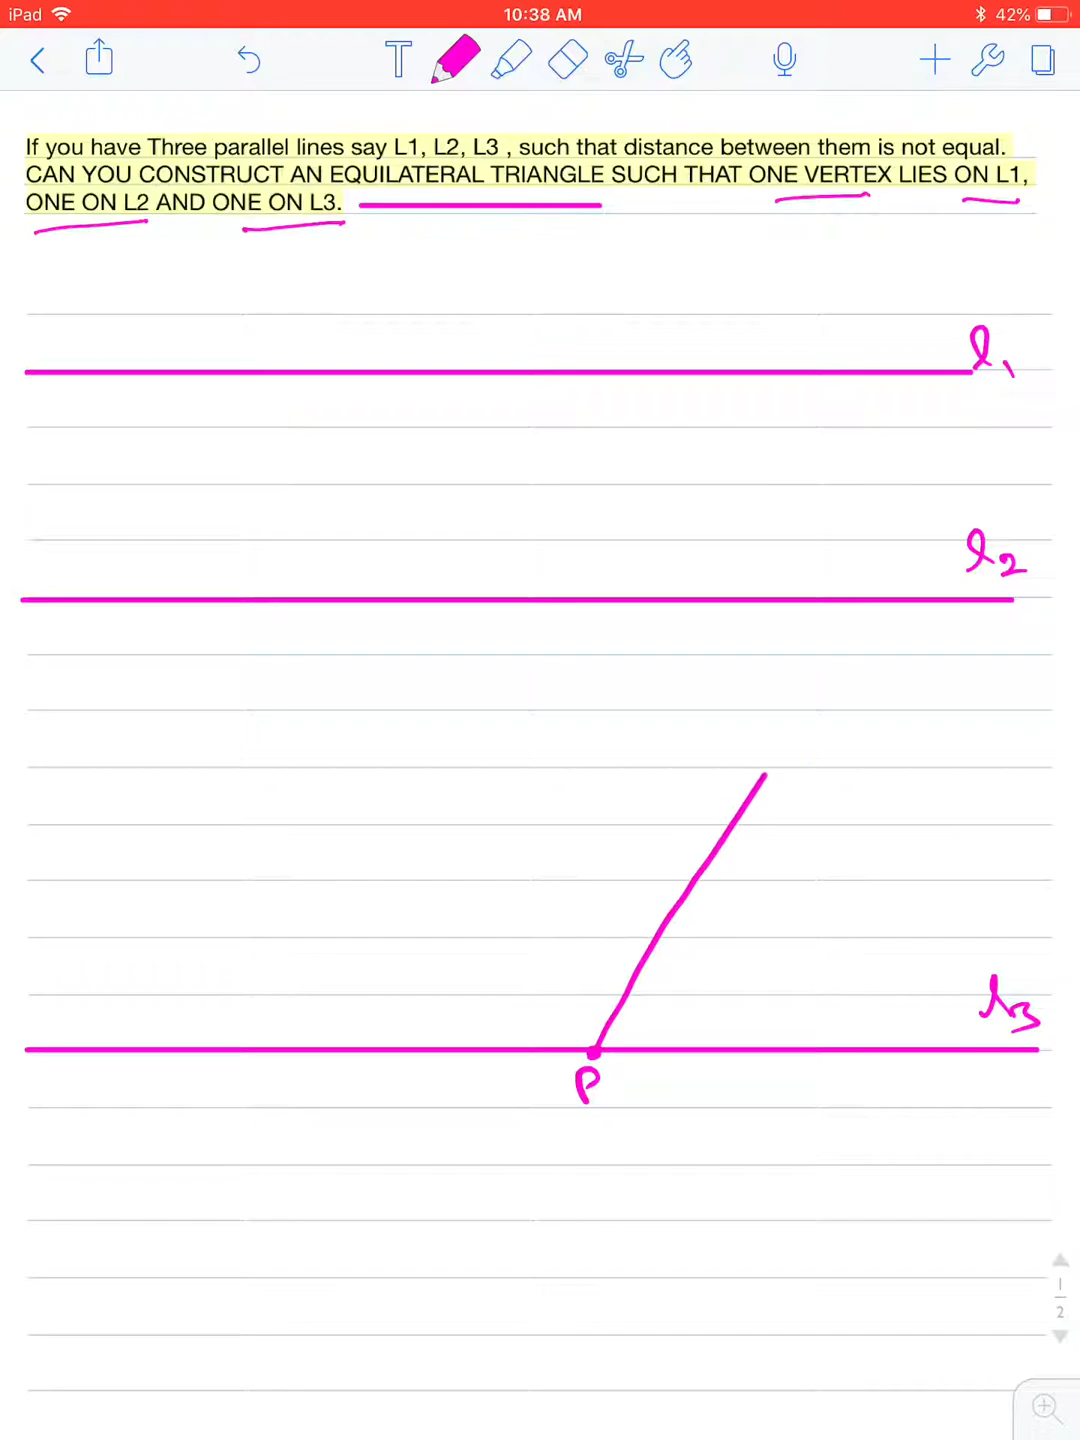 iPad 10:38 AM 42%
T
If you have Three parallel lines say L1, L2, L3 , such that distance between them is not equal.
CAN YOU CONSTRUCT AN EQUILATERAL TRIANGLE SUCH THAT ONE VERTEX LIES ON L1,
ONE ON L2 AND ONE ON L3.
l1
l2
l3
P
1
2